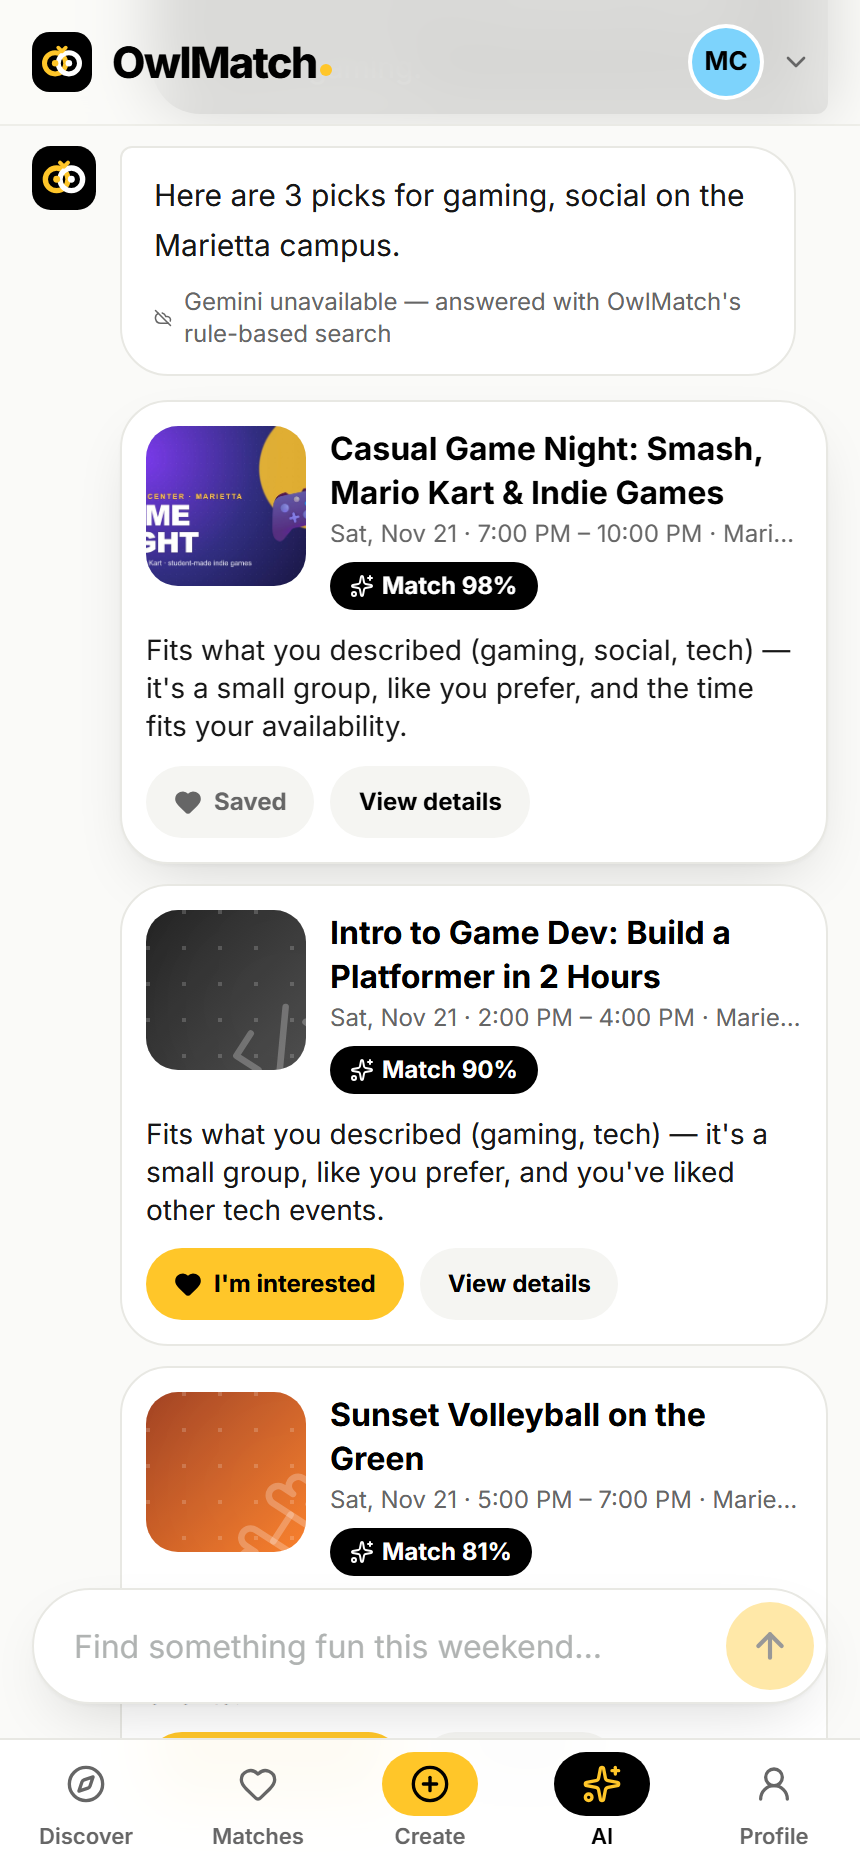 OwlMatch.
MC
Here are 3 picks for gaming, social on the
Marietta campus.
Gemini unavailable — answered with OwlMatch's
rule-based search
CENTER · MARIETTA
ME
GHT
Kart · student-made indie games
Casual Game Night: Smash,
Mario Kart & Indie Games
Sat, Nov 21 · 7:00 PM – 10:00 PM · Mari...
Match 98%
Fits what you described (gaming, social, tech) —
it's a small group, like you prefer, and the time
fits your availability.
Saved
View details
Intro to Game Dev: Build a
Platformer in 2 Hours
Sat, Nov 21 · 2:00 PM – 4:00 PM · Marie...
Match 90%
Fits what you described (gaming, tech) — it's a
small group, like you prefer, and you've liked
other tech events.
I'm interested
View details
Sunset Volleyball on the
Green
Sat, Nov 21 · 5:00 PM – 7:00 PM · Marie...
Match 81%
Find something fun this weekend...
Discover
Matches
Create
AI
Profile